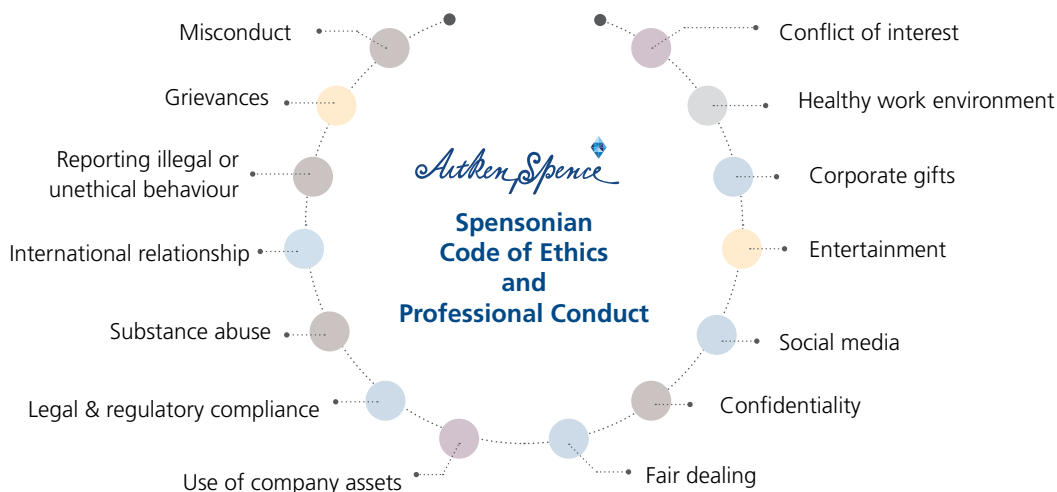 Misconduct
Grievances
Reporting illegal or
unethical behaviour
International relationship
Substance abuse
Legal & regulatory compliance
Use of company assets
Aitken Spence
Spensonian
Code of Ethics
and
Professional Conduct
Conflict of interest
Healthy work environment
Corporate gifts
Entertainment
Social media
Confidentiality
Fair dealing